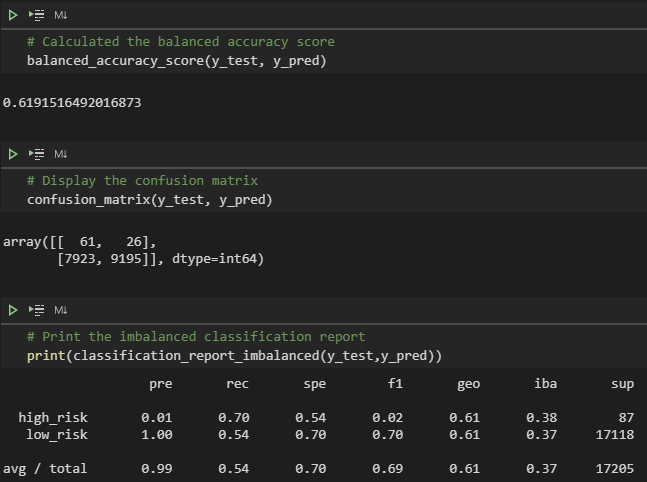 M↓
# Calculated the balanced accuracy score
balanced_accuracy_score(y_test, y_pred)
0.6191516492016873
M↓
# Display the confusion matrix
confusion_matrix(y_test, y_pred)
array([[  61,   26],
       [7923, 9195]], dtype=int64)
M↓
# Print the imbalanced classification report
print(classification_report_imbalanced(y_test,y_pred))
pre rec spe f1 geo iba sup
high_risk 0.01 0.70 0.54 0.02 0.61 0.38 87
low_risk 1.00 0.54 0.70 0.70 0.61 0.37 17118
avg / total 0.99 0.54 0.70 0.69 0.61 0.37 17205